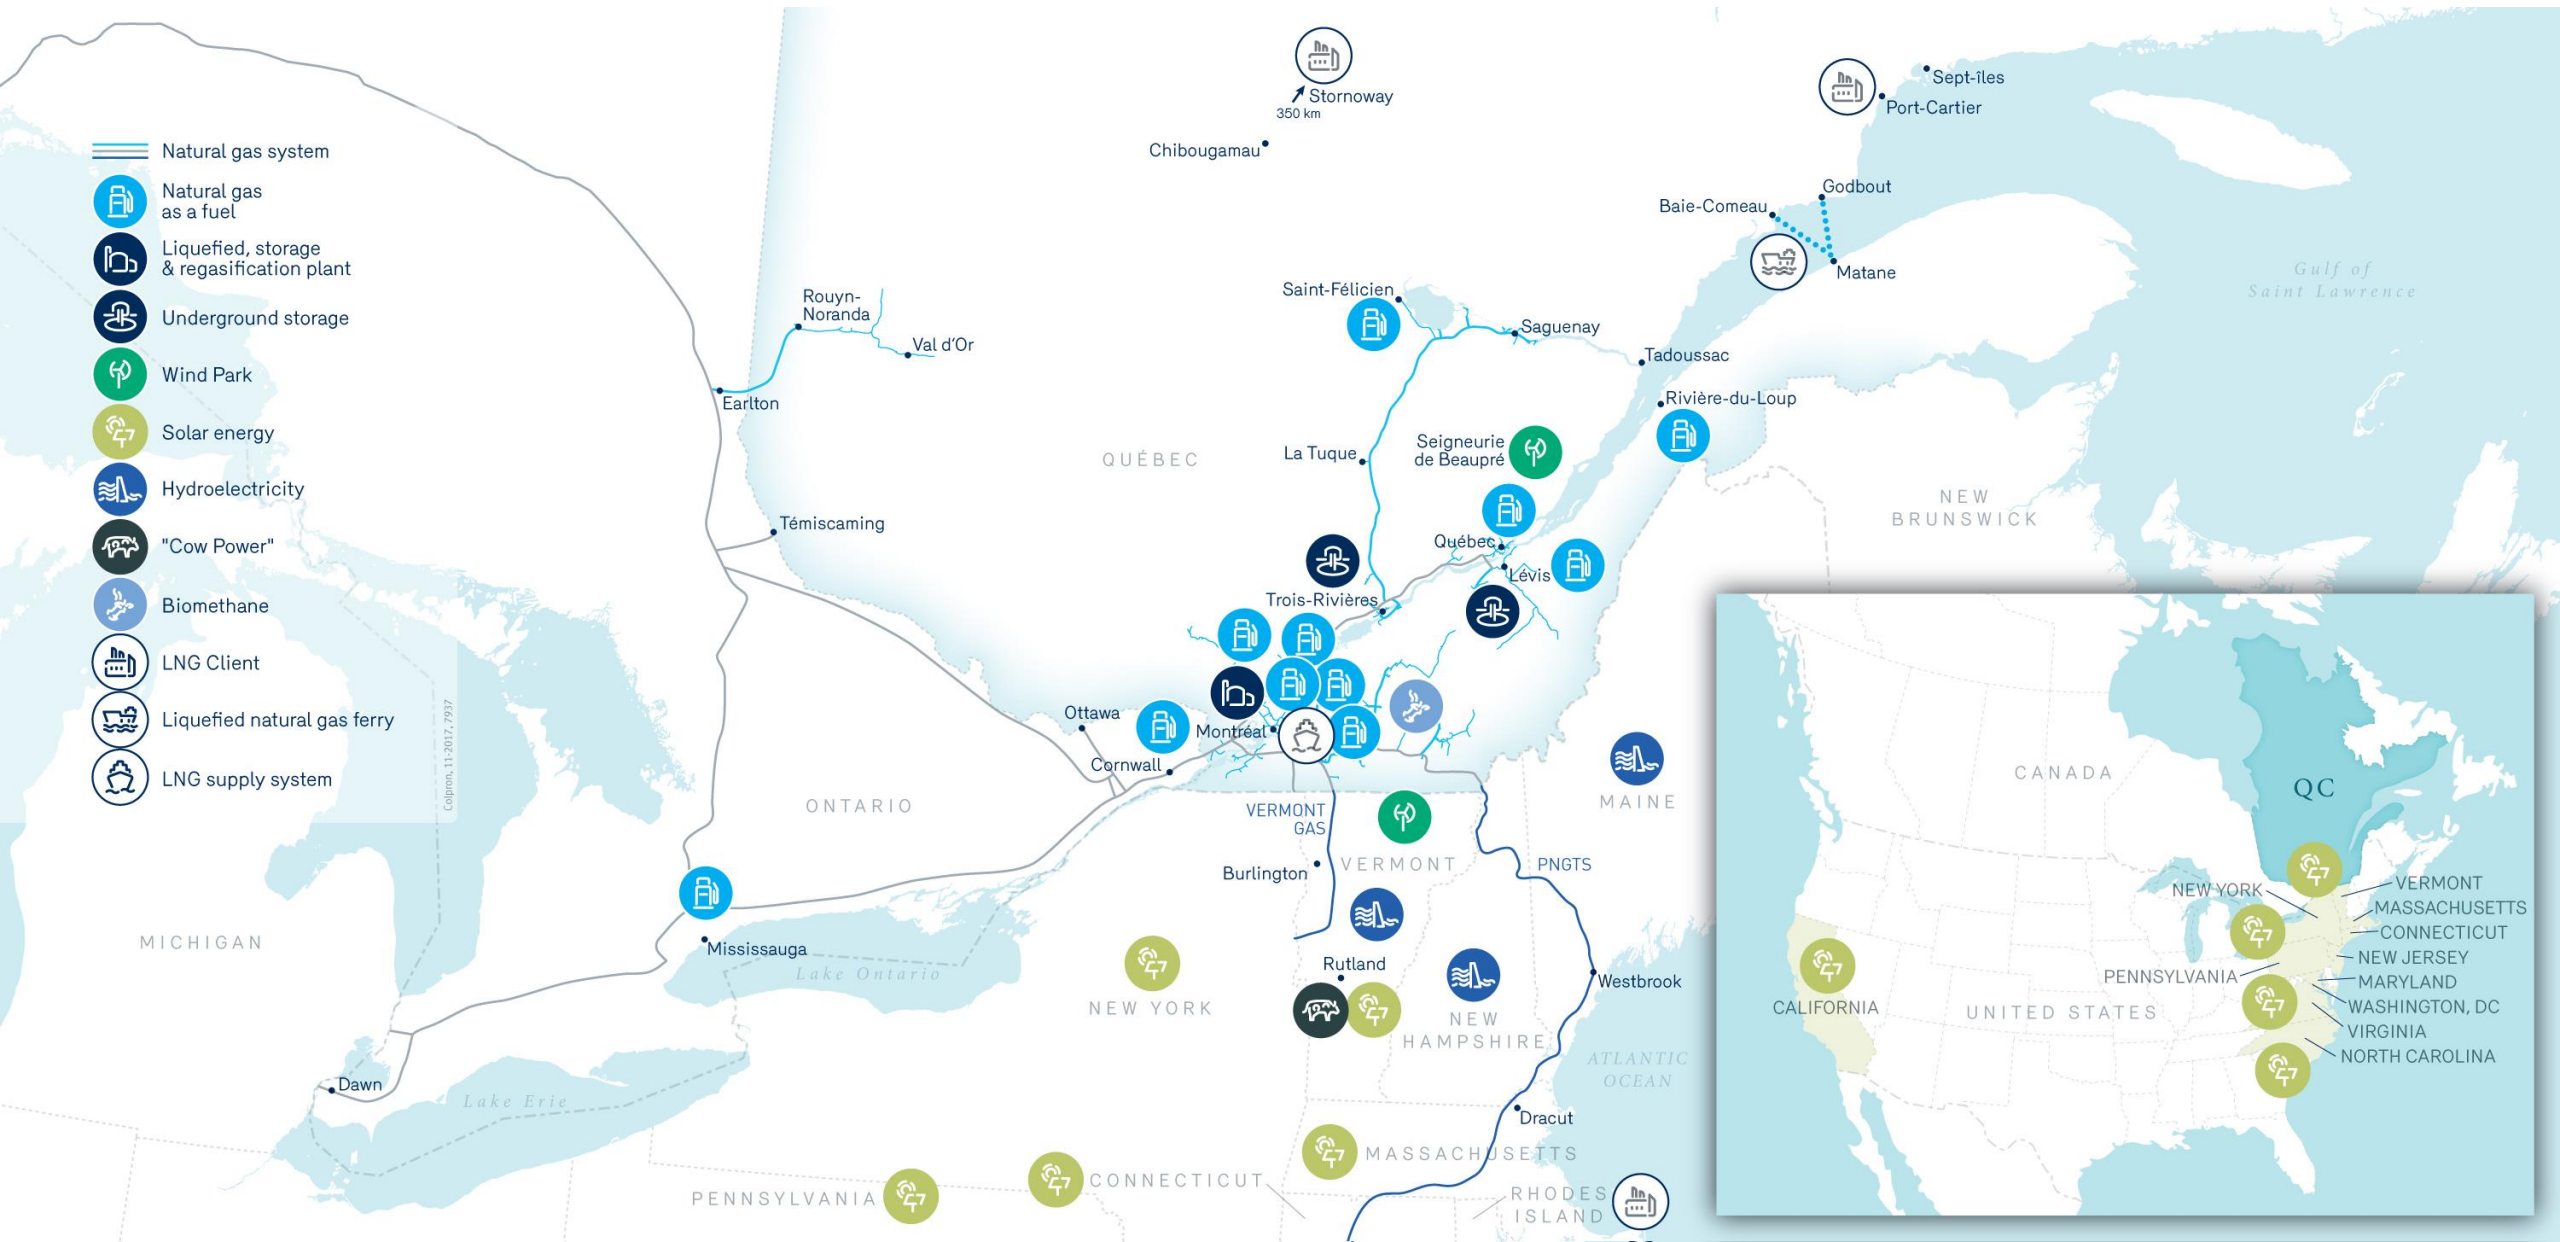 Natural gas system
Natural gas
as a fuel
Liquefied, storage
& regasification plant
Underground storage
Wind Park
Solar energy
Hydroelectricity
"Cow Power"
Biomethane
LNG Client
Liquefied natural gas ferry
LNG supply system
Colpron, 11-2017, 7937
Stornoway
350 km
Chibougamau
Sept-îles
Port-Cartier
Godbout
Baie-Comeau
Matane
Gulf of
Saint Lawrence
Rouyn-
Noranda
Val d'Or
Earlton
Saint-Félicien
Saguenay
Tadoussac
Rivière-du-Loup
QUÉBEC
La Tuque
Seigneurie
de Beaupré
NEW
BRUNSWICK
Témiscaming
Québec
Lévis
Trois-Rivières
Ottawa
Montréal
Cornwall
MAINE
ONTARIO
VERMONT
GAS
Burlington
VERMONT
PNGTS
MICHIGAN
Mississauga
Lake Ontario
NEW YORK
Rutland
NEW
HAMPSHIRE
Westbrook
ATLANTIC
OCEAN
Dawn
Lake Erie
Dracut
MASSACHUSETTS
PENNSYLVANIA
CONNECTICUT
RHODES
ISLAND
CANADA
QC
NEW YORK
VERMONT
MASSACHUSETTS
CONNECTICUT
NEW JERSEY
PENNSYLVANIA
MARYLAND
WASHINGTON, DC
VIRGINIA
NORTH CAROLINA
CALIFORNIA
UNITED STATES